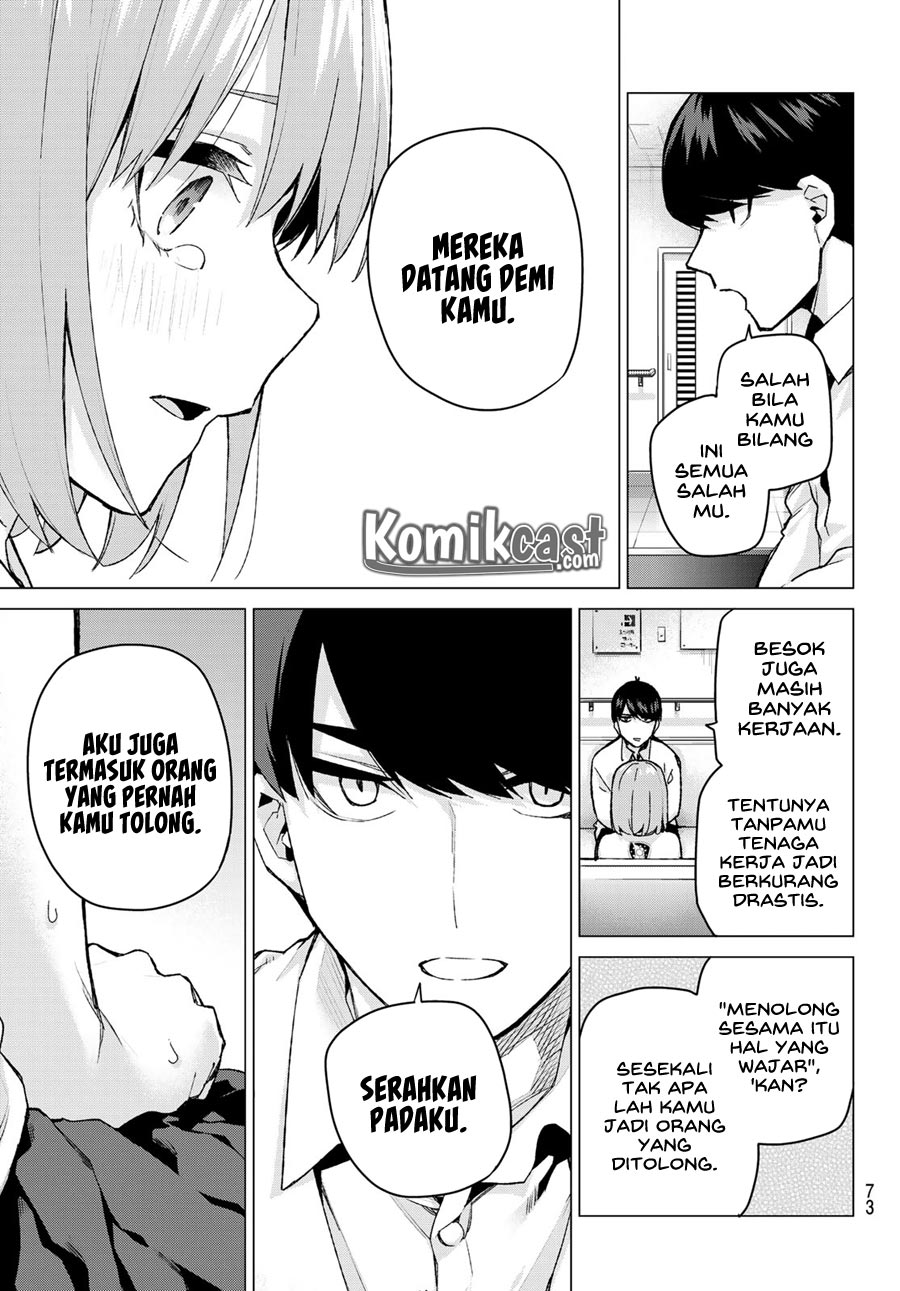 SALAH
BILA
KAMU
BILANG
INI
SEMUA
SALAH
MU.
MEREKA
DATANG DEMI
KAMU.
Komikcast
.com
BESOK
JUGA
MASIH
BANYAK
KERJAAN.
TENTUNYA
TANPAMU
TENAGA
KERJA JADI
BERKURANG
DRASTIS.
"MENOLONG
SESAMA ITU
HAL YANG
WAJAR",
'KAN?
SESEKALI
TAK APA
LAH KAMU
JADI ORANG
YANG
DITOLONG.
SERAHKAN
PADAKU.
AKU JUGA
TERMASUK ORANG
YANG PERNAH
KAMU TOLONG.
73